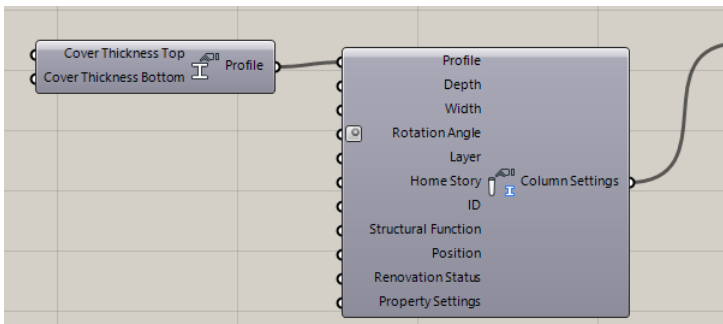 Cover Thickness Top
Cover Thickness Bottom
Profile
Profile
Depth
Width
Rotation Angle
Layer
Home Story
ID
Structural Function
Position
Renovation Status
Property Settings
Column Settings